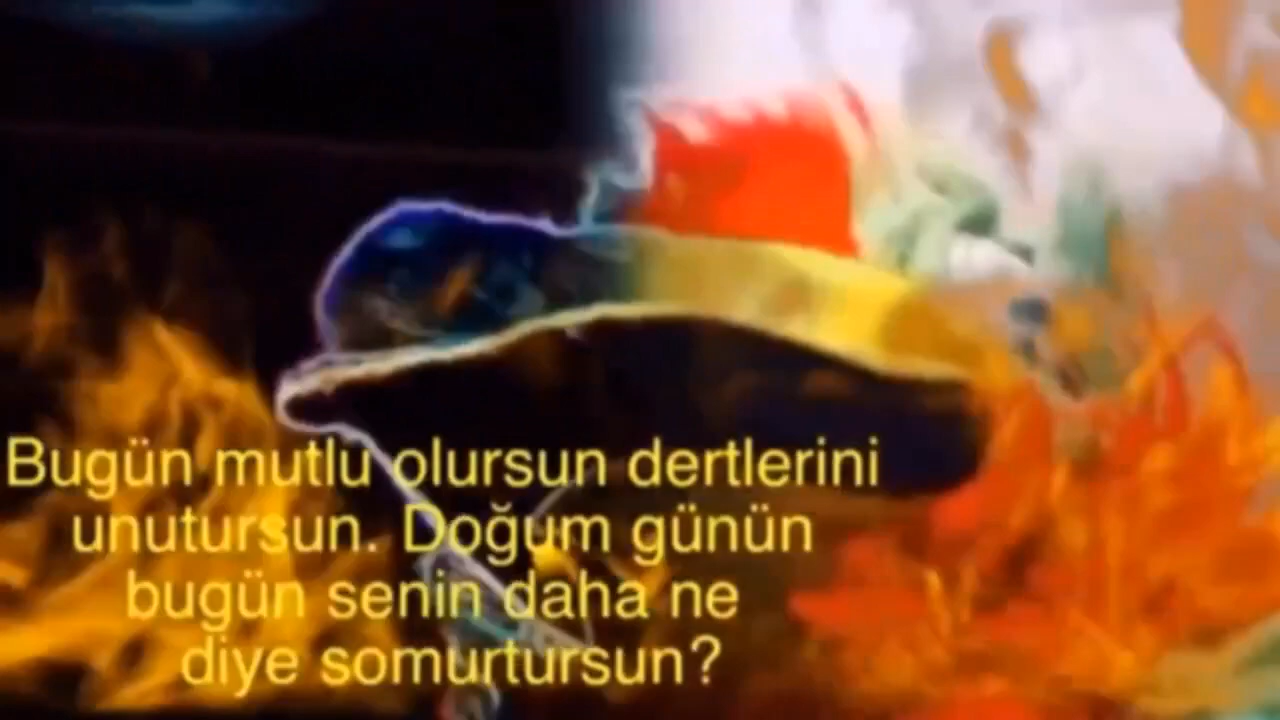 Bugün mutlu olursun dertlerini
unutursun. Doğum günün
bugün senin daha ne
diye somurtursun?